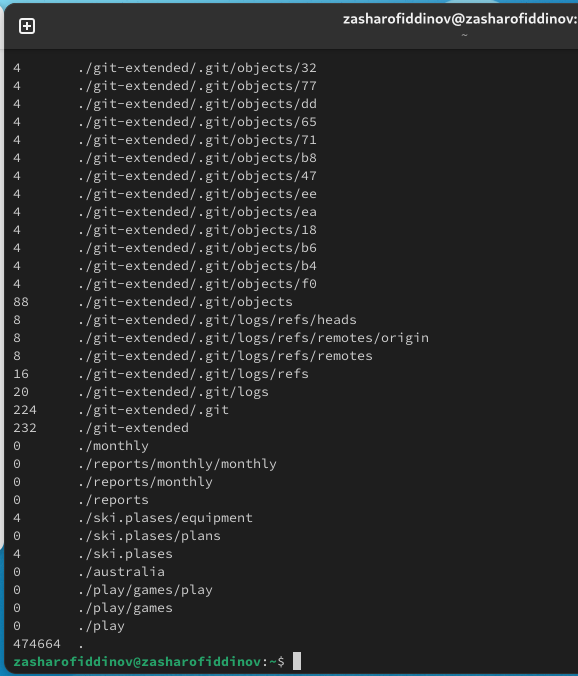 zasharofiddinov@zasharofiddinov:
~
4 ./git-extended/.git/objects/32
4 ./git-extended/.git/objects/77
4 ./git-extended/.git/objects/dd
4 ./git-extended/.git/objects/65
4 ./git-extended/.git/objects/71
4 ./git-extended/.git/objects/b8
4 ./git-extended/.git/objects/47
4 ./git-extended/.git/objects/ee
4 ./git-extended/.git/objects/ea
4 ./git-extended/.git/objects/18
4 ./git-extended/.git/objects/b6
4 ./git-extended/.git/objects/b4
4 ./git-extended/.git/objects/f0
88 ./git-extended/.git/objects
8 ./git-extended/.git/logs/refs/heads
8 ./git-extended/.git/logs/refs/remotes/origin
8 ./git-extended/.git/logs/refs/remotes
16 ./git-extended/.git/logs/refs
20 ./git-extended/.git/logs
224 ./git-extended/.git
232 ./git-extended
0 ./monthly
0 ./reports/monthly/monthly
0 ./reports/monthly
0 ./reports
4 ./ski.plases/equipment
0 ./ski.plases/plans
4 ./ski.plases
0 ./australia
0 ./play/games/play
0 ./play/games
0 ./play
474664 .
zasharofiddinov@zasharofiddinov:~$